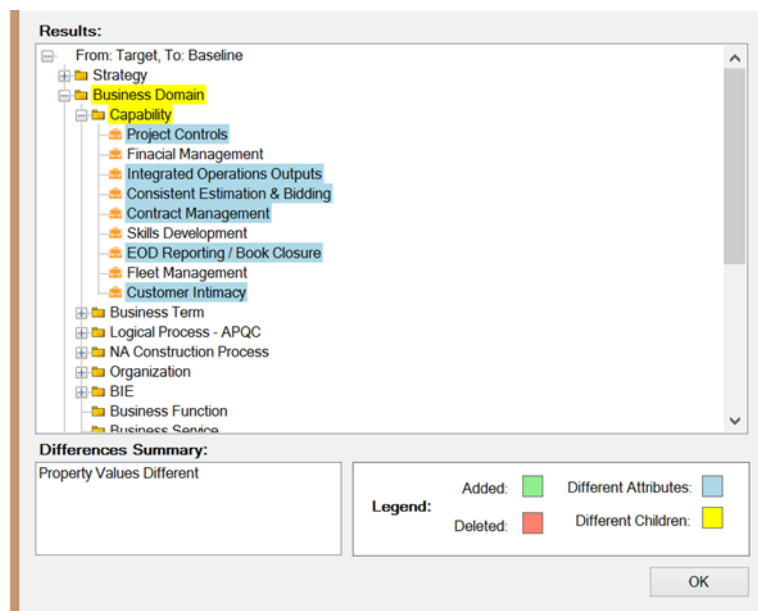 Results:
From: Target, To: Baseline
Strategy
Business Domain
Capability
Project Controls
Finacial Management
Integrated Operations Outputs
Consistent Estimation & Bidding
Contract Management
Skills Development
EOD Reporting / Book Closure
Fleet Management
Customer Intimacy
Business Term
Logical Process - APQC
NA Construction Process
Organization
BIE
Business Function
Business Service
Differences Summary:
Property Values Different
Legend:
Added:
Different Attributes:
Deleted:
Different Children:
OK